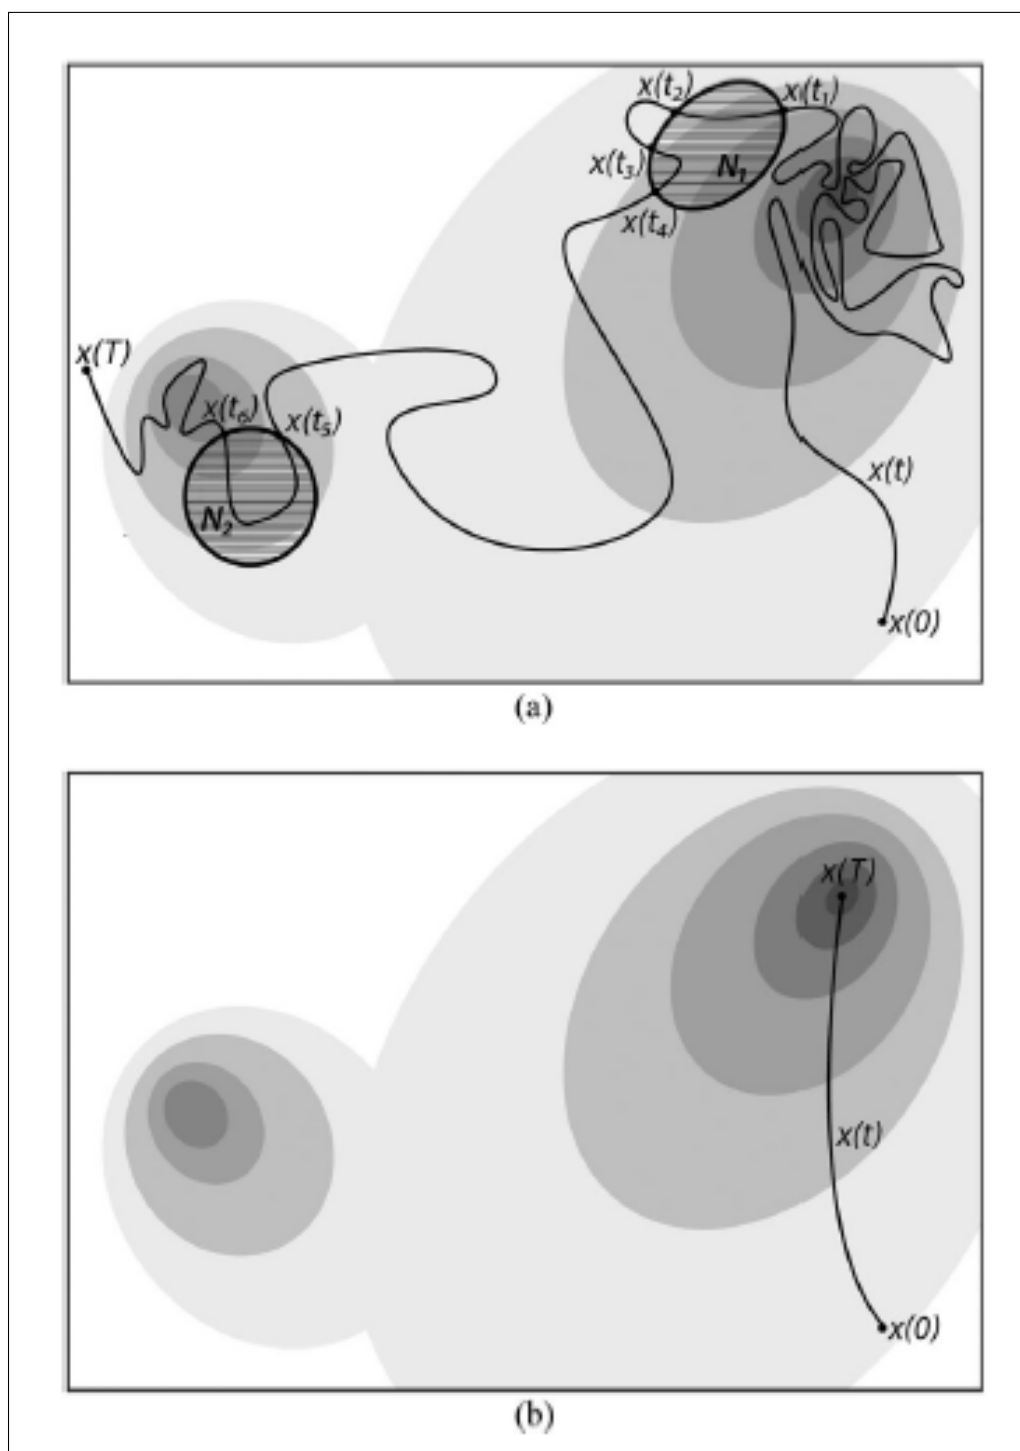 x(t₂)
x(t₁)
x(t₃)
N₁
x(t₄)
x(T)
x(t₆)
x(t₅)
x(t)
N₂
x(0)
(a)
x(T)
x(t)
x(0)
(b)